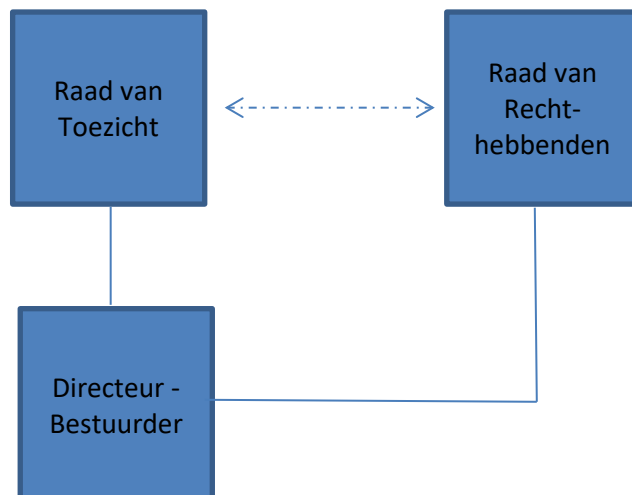 Raad van
Toezicht
Raad van
Recht-
hebbenden
Directeur -
Bestuurder